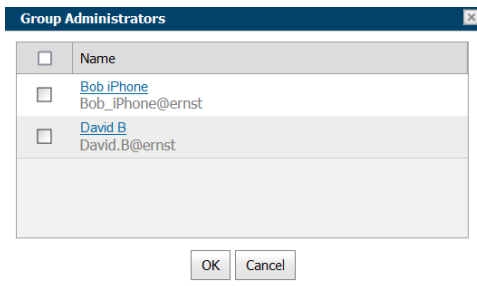 Group Administrators
Name
Bob iPhone
Bob_iPhone@ernst
David B
David.B@ernst
OK Cancel